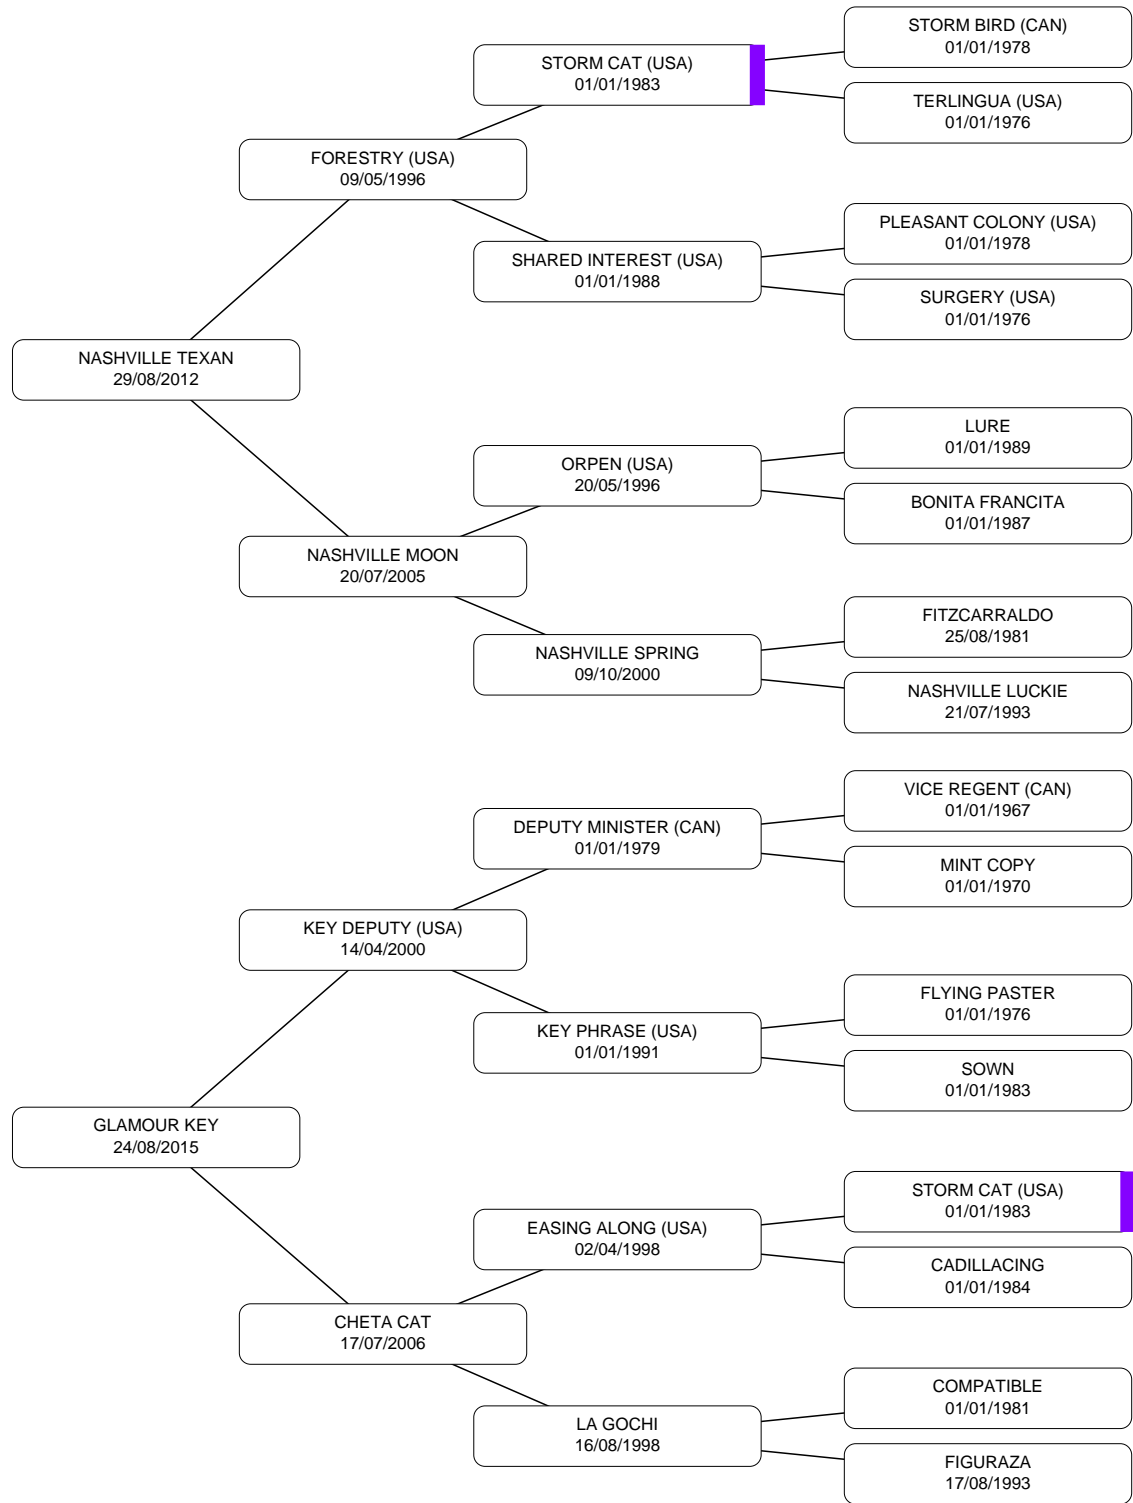 STORM BIRD (CAN)
01/01/1978
STORM CAT (USA)
01/01/1983
TERLINGUA (USA)
01/01/1976
FORESTRY (USA)
09/05/1996
PLEASANT COLONY (USA)
01/01/1978
SHARED INTEREST (USA)
01/01/1988
SURGERY (USA)
01/01/1976
NASHVILLE TEXAN
29/08/2012
LURE
01/01/1989
ORPEN (USA)
20/05/1996
BONITA FRANCITA
01/01/1987
NASHVILLE MOON
20/07/2005
FITZCARRALDO
25/08/1981
NASHVILLE SPRING
09/10/2000
NASHVILLE LUCKIE
21/07/1993
VICE REGENT (CAN)
01/01/1967
DEPUTY MINISTER (CAN)
01/01/1979
MINT COPY
01/01/1970
KEY DEPUTY (USA)
14/04/2000
FLYING PASTER
01/01/1976
KEY PHRASE (USA)
01/01/1991
SOWN
01/01/1983
GLAMOUR KEY
24/08/2015
STORM CAT (USA)
01/01/1983
EASING ALONG (USA)
02/04/1998
CADILLACING
01/01/1984
CHETA CAT
17/07/2006
COMPATIBLE
01/01/1981
LA GOCHI
16/08/1998
FIGURAZA
17/08/1993